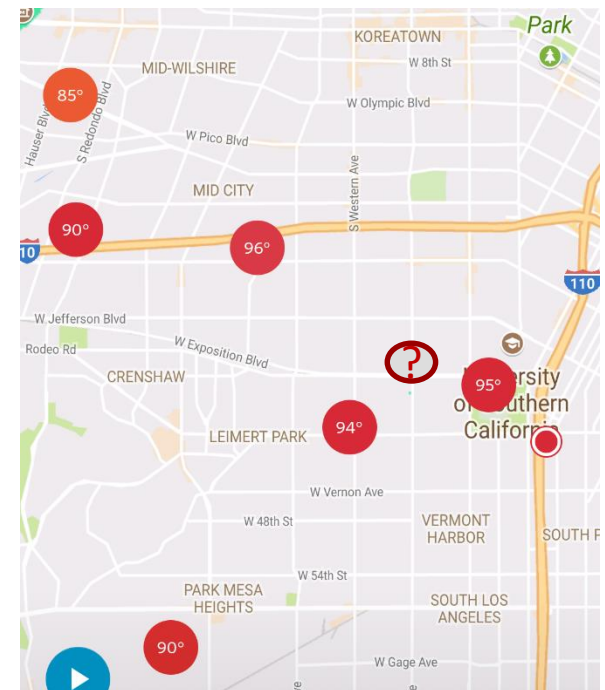 KOREATOWN
Park
W 8th St
MID-WILSHIRE
85°
Hauser Blvd
S Redondo Blvd
W Olympic Blvd
W Pico Blvd
S Western Ave
MID CITY
90°
96°
10
110
W Jefferson Blvd
W Exposition Blvd
Rodeo Rd
?
CRENSHAW
95°
University
of Southern
California
94°
LEIMERT PARK
W Vernon Ave
W 48th St
VERMONT
HARBOR
SOUTH
W 54th St
PARK MESA
HEIGHTS
SOUTH LOS
ANGELES
90°
W Gage Ave